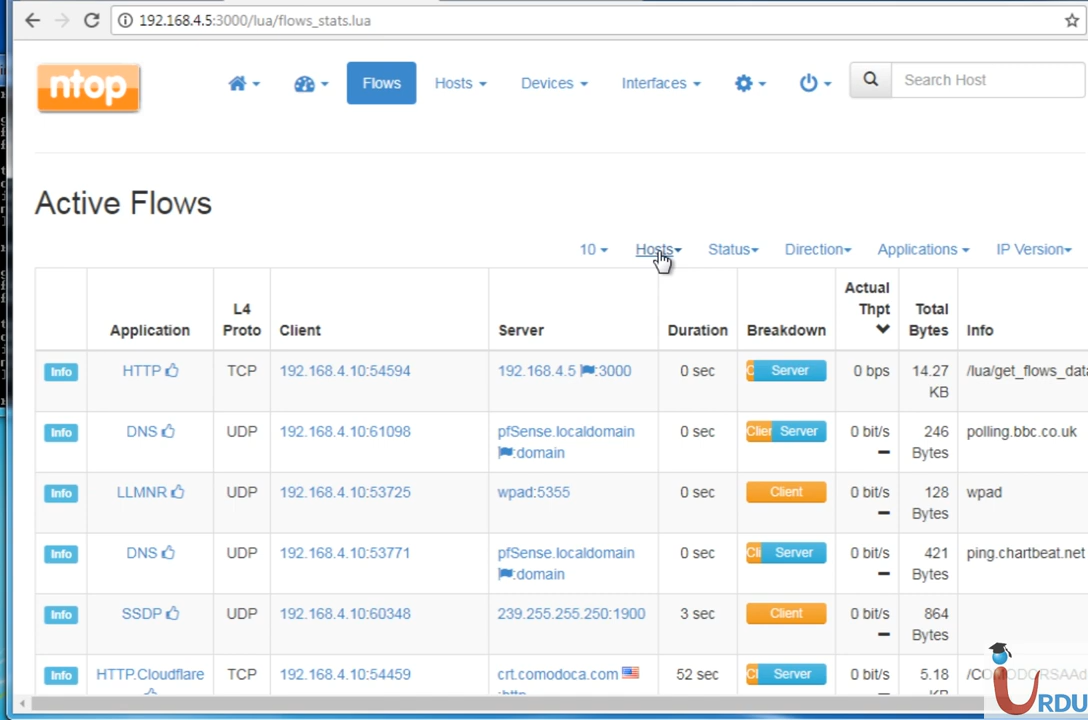 192.168.4.5:3000/lua/flows_stats.lua
ntop
Flows
Hosts
Devices
Interfaces
Search Host
Active Flows
10
Hosts
Status
Direction
Applications
IP Version
Application
L4 Proto
Client
Server
Duration
Breakdown
Actual Thpt
Total Bytes
Info
Info HTTP TCP 192.168.4.10:54594 192.168.4.5 :3000 0 sec Server 0 bps 14.27 /lua/get_flows_data
KB
Info DNS UDP 192.168.4.10:61098 pfSense.localdomain 0 sec Clier Server 0 bit/s 246 polling.bbc.co.uk
:domain Bytes
Info LLMNR UDP 192.168.4.10:53725 wpad:5355 0 sec Client 0 bit/s 128 wpad
Bytes
Info DNS UDP 192.168.4.10:53771 pfSense.localdomain 0 sec Cli Server 0 bit/s 421 ping.chartbeat.net
:domain Bytes
Info SSDP UDP 192.168.4.10:60348 239.255.255.250:1900 3 sec Client 0 bit/s 864
Bytes
Info HTTP.Cloudflare TCP 192.168.4.10:54459 crt.comodoca.com 52 sec Server 0 bit/s 5.18
:http KB
URDU